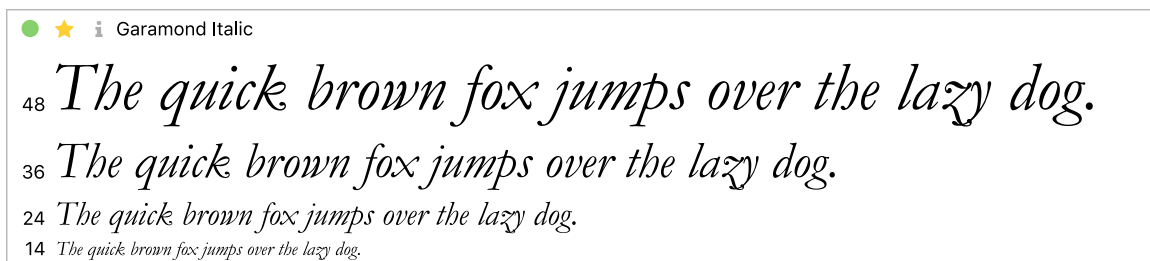 Garamond Italic
48 The quick brown fox jumps over the lazy dog.
36 The quick brown fox jumps over the lazy dog.
24 The quick brown fox jumps over the lazy dog.
14 The quick brown fox jumps over the lazy dog.